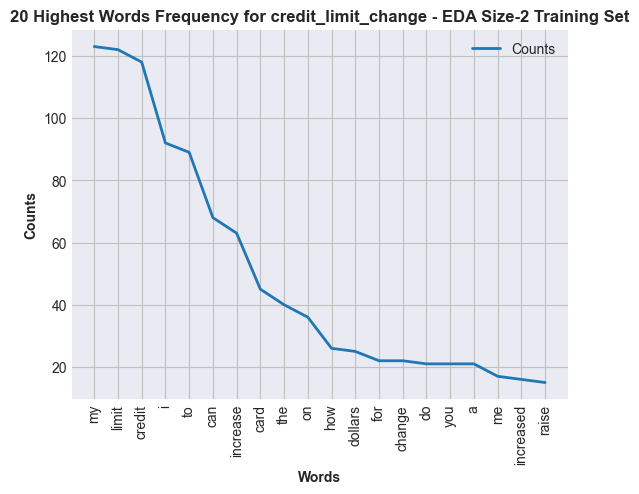 20 Highest Words Frequency for credit_limit_change - EDA Size-2 Training Set
Counts
120
100
80
60
40
20
Counts
my
limit
credit
i
to
can
increase
card
the
on
how
dollars
for
change
do
you
a
me
increased
raise
Words